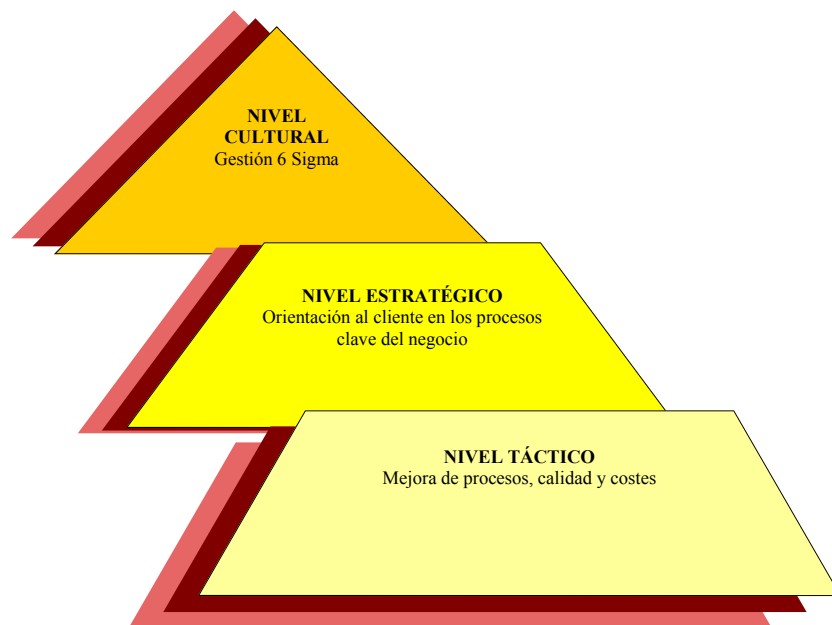 NIVEL
CULTURAL
Gestión 6 Sigma
NIVEL ESTRATÉGICO
Orientación al cliente en los procesos
clave del negocio
NIVEL TÁCTICO
Mejora de procesos, calidad y costes